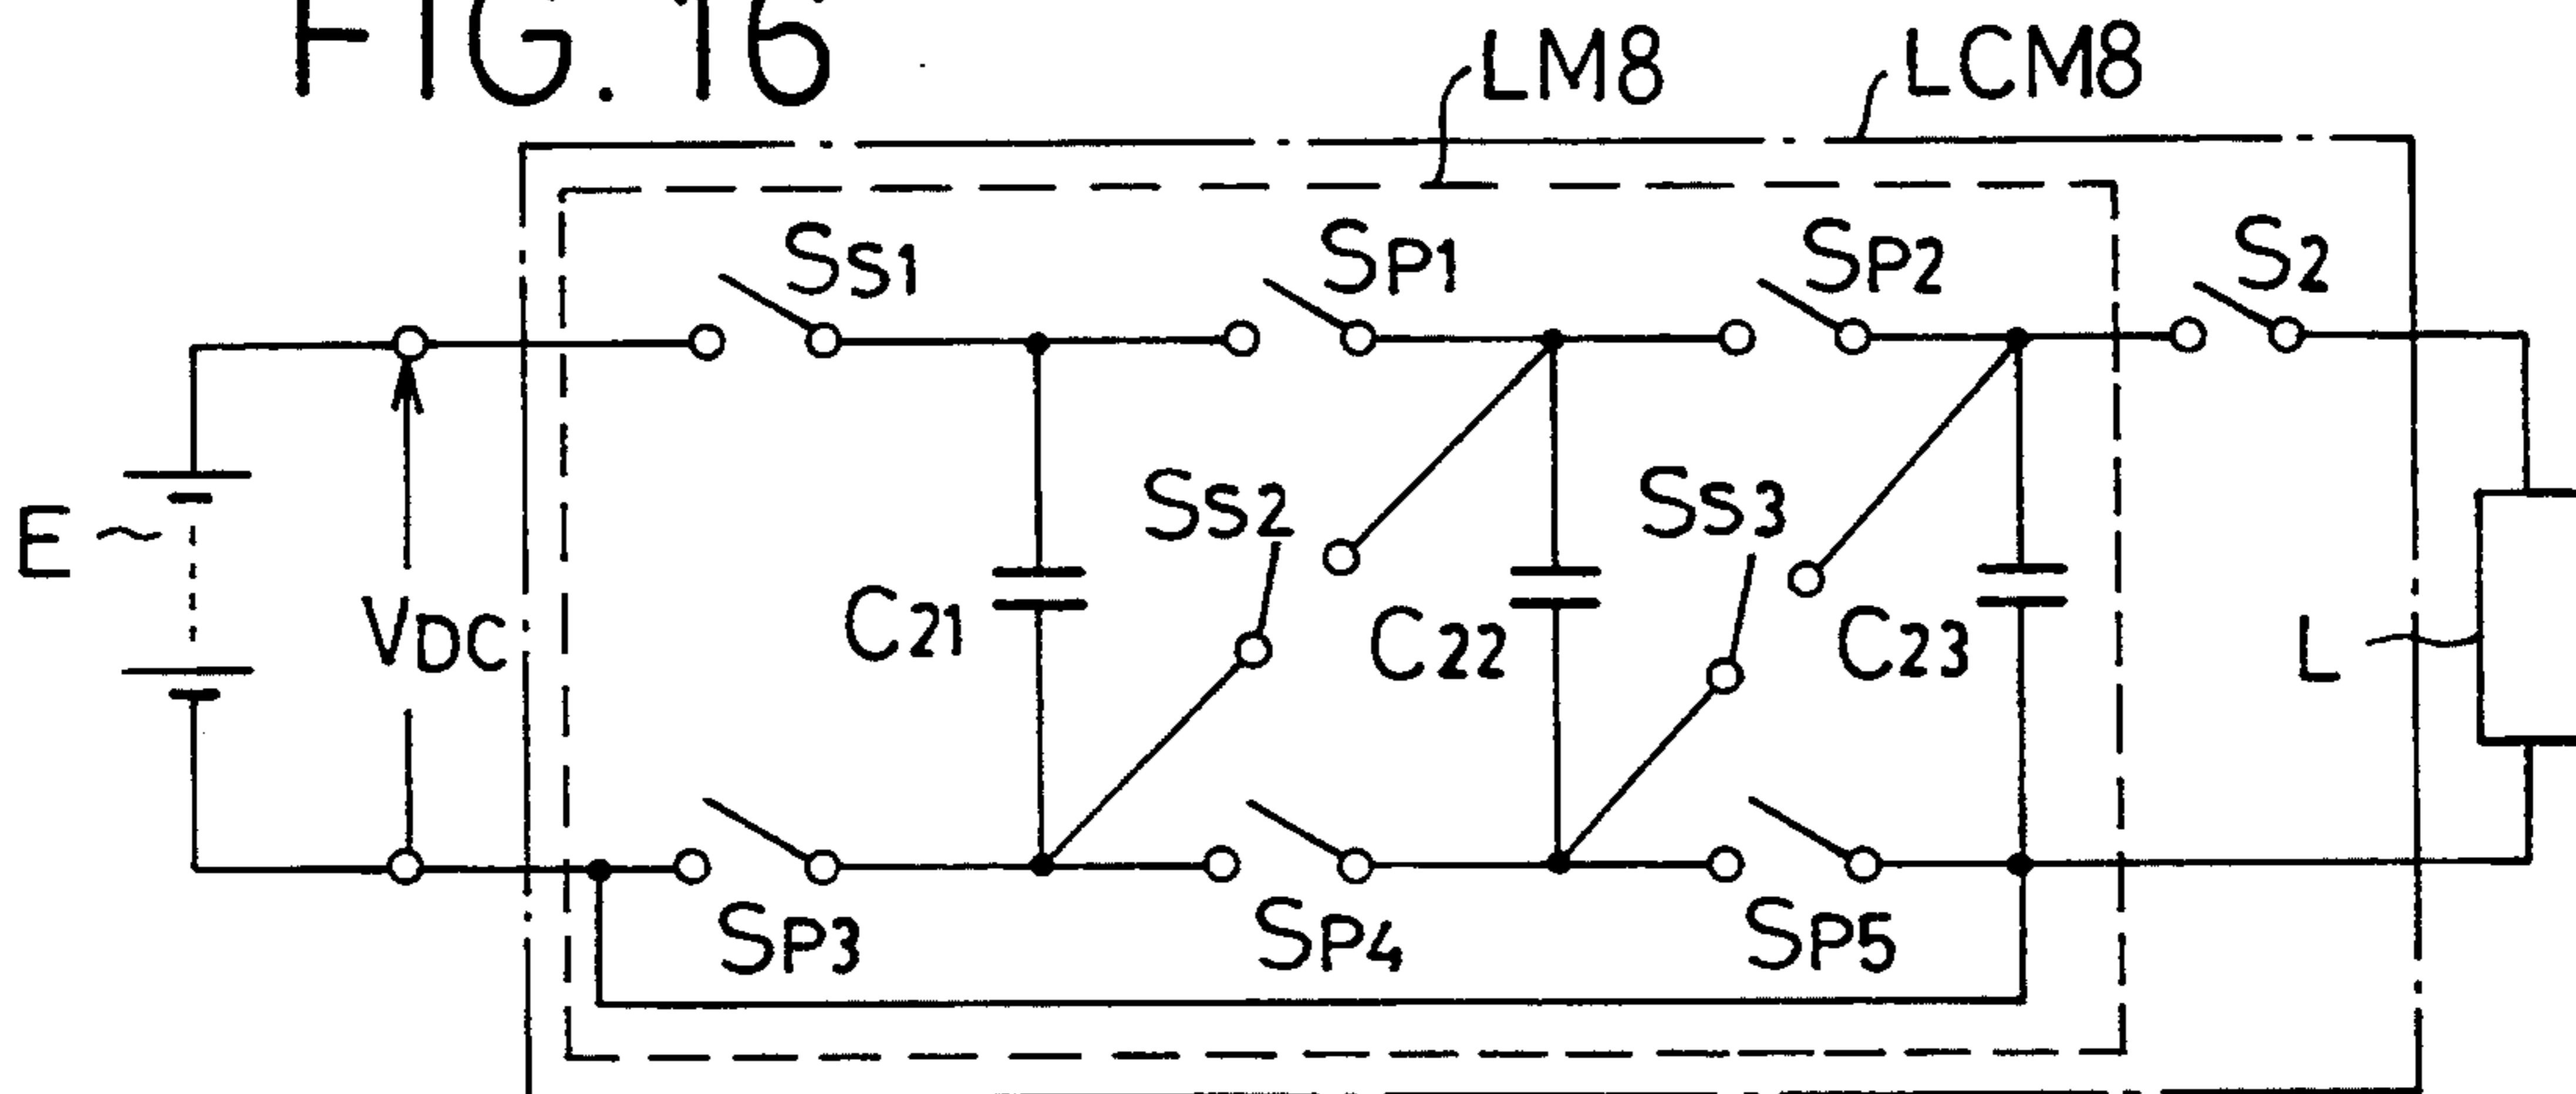 FIG. 16
LM8
LCM8
SS1
SP1
SP2
S2
E
VDC
C21
SS2
C22
SS3
C23
L
SP3
SP4
SP5